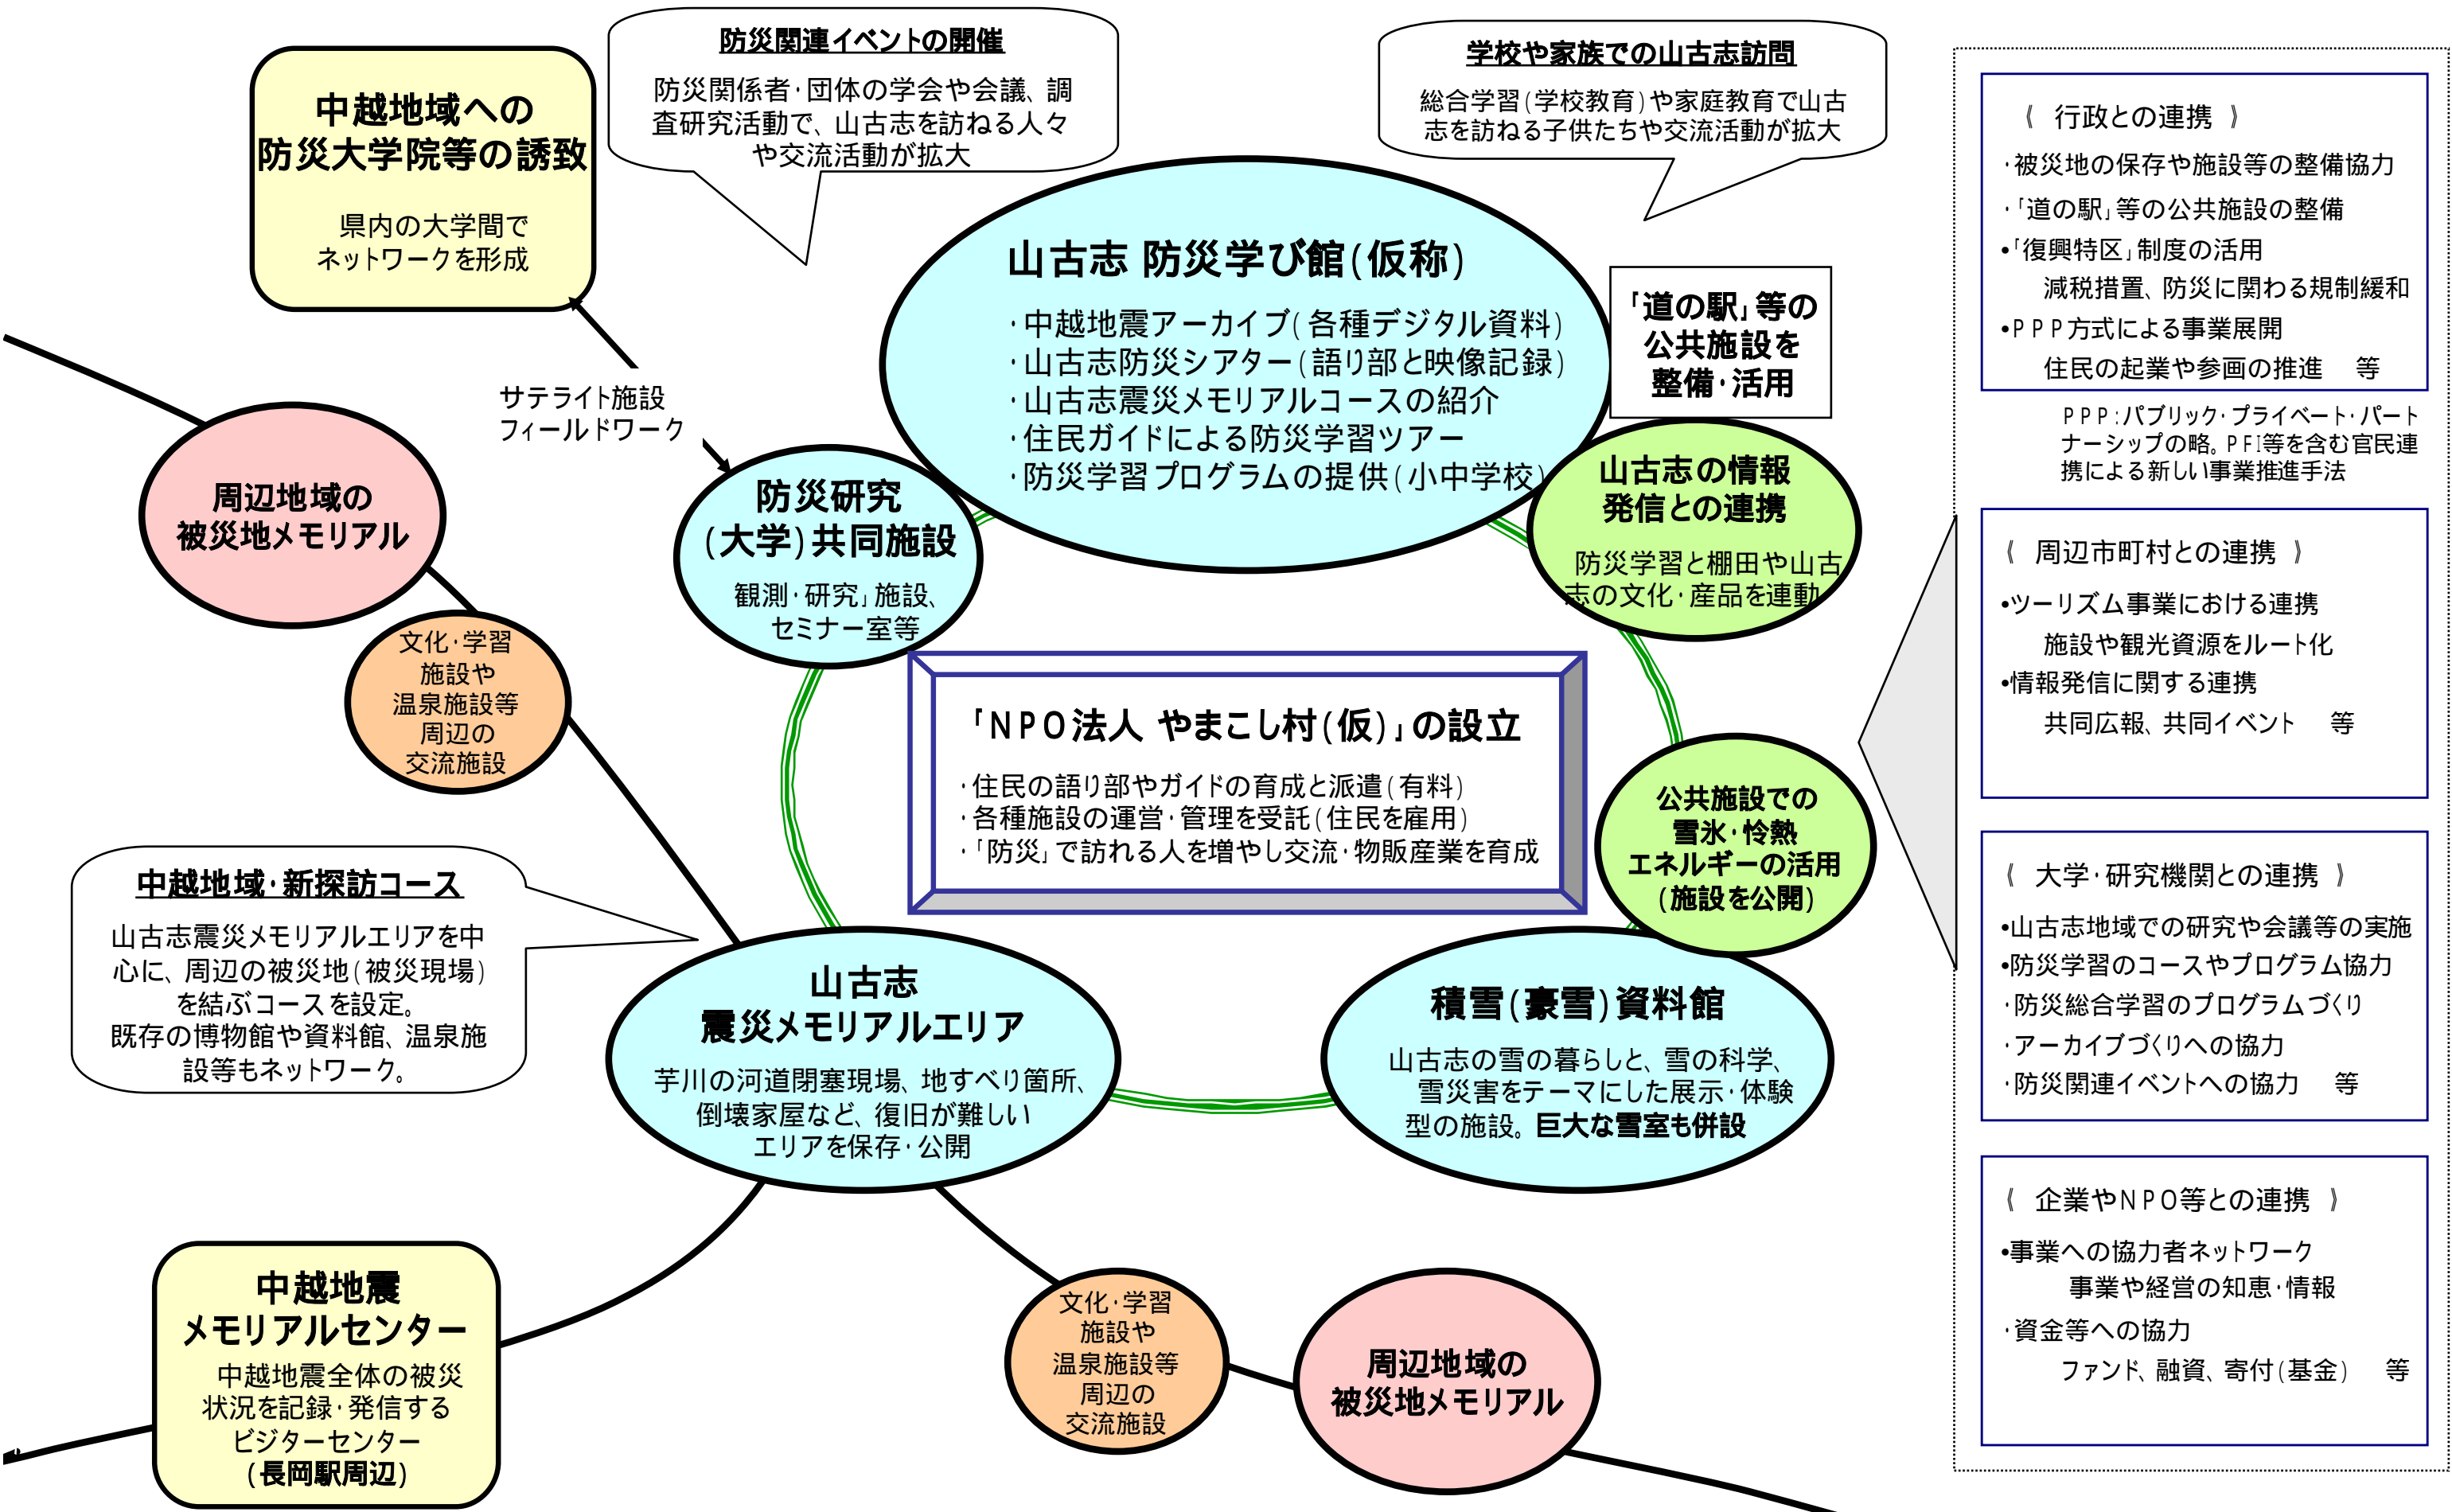 防災関連イベントの開催
防災関係者・団体の学会や会議、調
査研究活動で、山古志を訪ねる人々
や交流活動が拡大
学校や家族での山古志訪問
総合学習(学校教育)や家庭教育で山古
志を訪ねる子供たちや交流活動が拡大
中越地域への
防災大学院等の誘致
県内の大学間で
ネットワークを形成
サテライト施設
フィールドワーク
山古志 防災学び館(仮称)
・中越地震アーカイブ(各種デジタル資料)
・山古志防災シアター(語り部と映像記録)
・山古志震災メモリアルコースの紹介
・住民ガイドによる防災学習ツアー
・防災学習プログラムの提供(小中学校)
「道の駅」等の
公共施設を
整備・活用
周辺地域の
被災地メモリアル
防災研究
(大学)共同施設
観測・研究」施設、
セミナー室等
山古志の情報
発信との連携
防災学習と棚田や山古
志の文化・産品を連動
文化・学習
施設や
温泉施設等
周辺の
交流施設
「NPO法人 やまこし村(仮)」の設立
・住民の語り部やガイドの育成と派遣(有料)
・各種施設の運営・管理を受託(住民を雇用)
・「防災」で訪れる人を増やし交流・物販産業を育成
公共施設での
雪氷・怜熱
エネルギーの活用
(施設を公開)
中越地域・新探訪コース
山古志震災メモリアルエリアを中
心に、周辺の被災地(被災現場)
を結ぶコースを設定。
既存の博物館や資料館、温泉施
設等もネットワーク。
山古志
震災メモリアルエリア
芋川の河道閉塞現場、地すべり箇所、
倒壊家屋など、復旧が難しい
エリアを保存・公開
積雪(豪雪)資料館
山古志の雪の暮らしと、雪の科学、
雪災害をテーマにした展示・体験
型の施設。巨大な雪室も併設
中越地震
メモリアルセンター
中越地震全体の被災
状況を記録・発信する
ビジターセンター
(長岡駅周辺)
文化・学習
施設や
温泉施設等
周辺の
交流施設
周辺地域の
被災地メモリアル
《 行政との連携 》
・被災地の保存や施設等の整備協力
・「道の駅」等の公共施設の整備
•「復興特区」制度の活用
減税措置、防災に関わる規制緩和
•PPP方式による事業展開
住民の起業や参画の推進 等
PPP:パブリック・プライベート・パート
ナーシップの略。PFI等を含む官民連
携による新しい事業推進手法
《 周辺市町村との連携 》
•ツーリズム事業における連携
施設や観光資源をルート化
•情報発信に関する連携
共同広報、共同イベント 等
《 大学・研究機関との連携 》
•山古志地域での研究や会議等の実施
•防災学習のコースやプログラム協力
・防災総合学習のプログラムづくり
・アーカイブづくりへの協力
・防災関連イベントへの協力 等
《 企業やNPO等との連携 》
•事業への協力者ネットワーク
事業や経営の知恵・情報
・資金等への協力
ファンド、融資、寄付(基金) 等